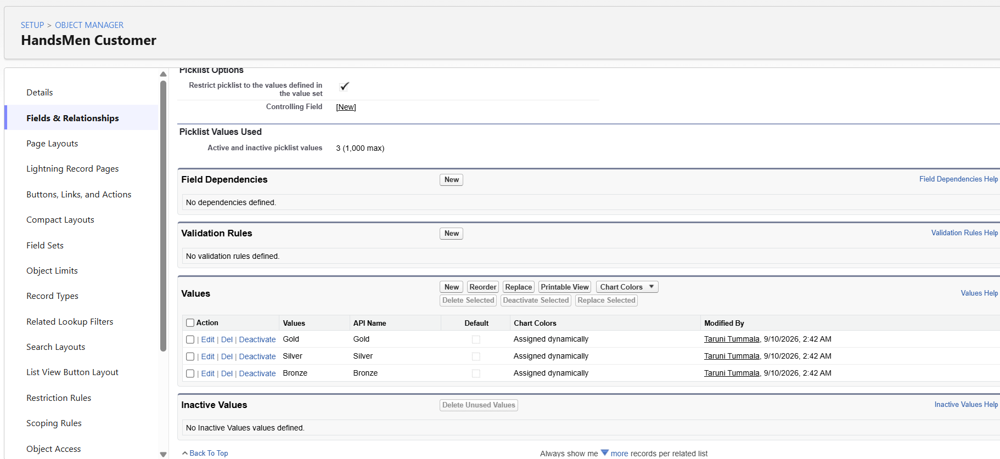 SETUP > OBJECT MANAGER
HandsMen Customer
Details
Fields & Relationships
Page Layouts
Lightning Record Pages
Buttons, Links, and Actions
Compact Layouts
Field Sets
Object Limits
Record Types
Related Lookup Filters
Search Layouts
List View Button Layout
Restriction Rules
Scoping Rules
Object Access
Picklist Options
Restrict picklist to the values defined in
the value set
Controlling Field [New]
Picklist Values Used
Active and inactive picklist values 3 (1,000 max)
Field Dependencies New Field Dependencies Help
No dependencies defined.
Validation Rules New Validation Rules Help
No validation rules defined.
Values New Reorder Replace Printable View Chart Colors Values Help
Delete Selected Deactivate Selected Replace Selected
Action Values API Name Default Chart Colors Modified By
| Edit | Del | Deactivate Gold Gold Assigned dynamically Taruni Tummala, 9/10/2026, 2:42 AM
| Edit | Del | Deactivate Silver Silver Assigned dynamically Taruni Tummala, 9/10/2026, 2:42 AM
| Edit | Del | Deactivate Bronze Bronze Assigned dynamically Taruni Tummala, 9/10/2026, 2:42 AM
Inactive Values Delete Unused Values Inactive Values Help
No Inactive Values values defined.
Back To Top Always show me more records per related list